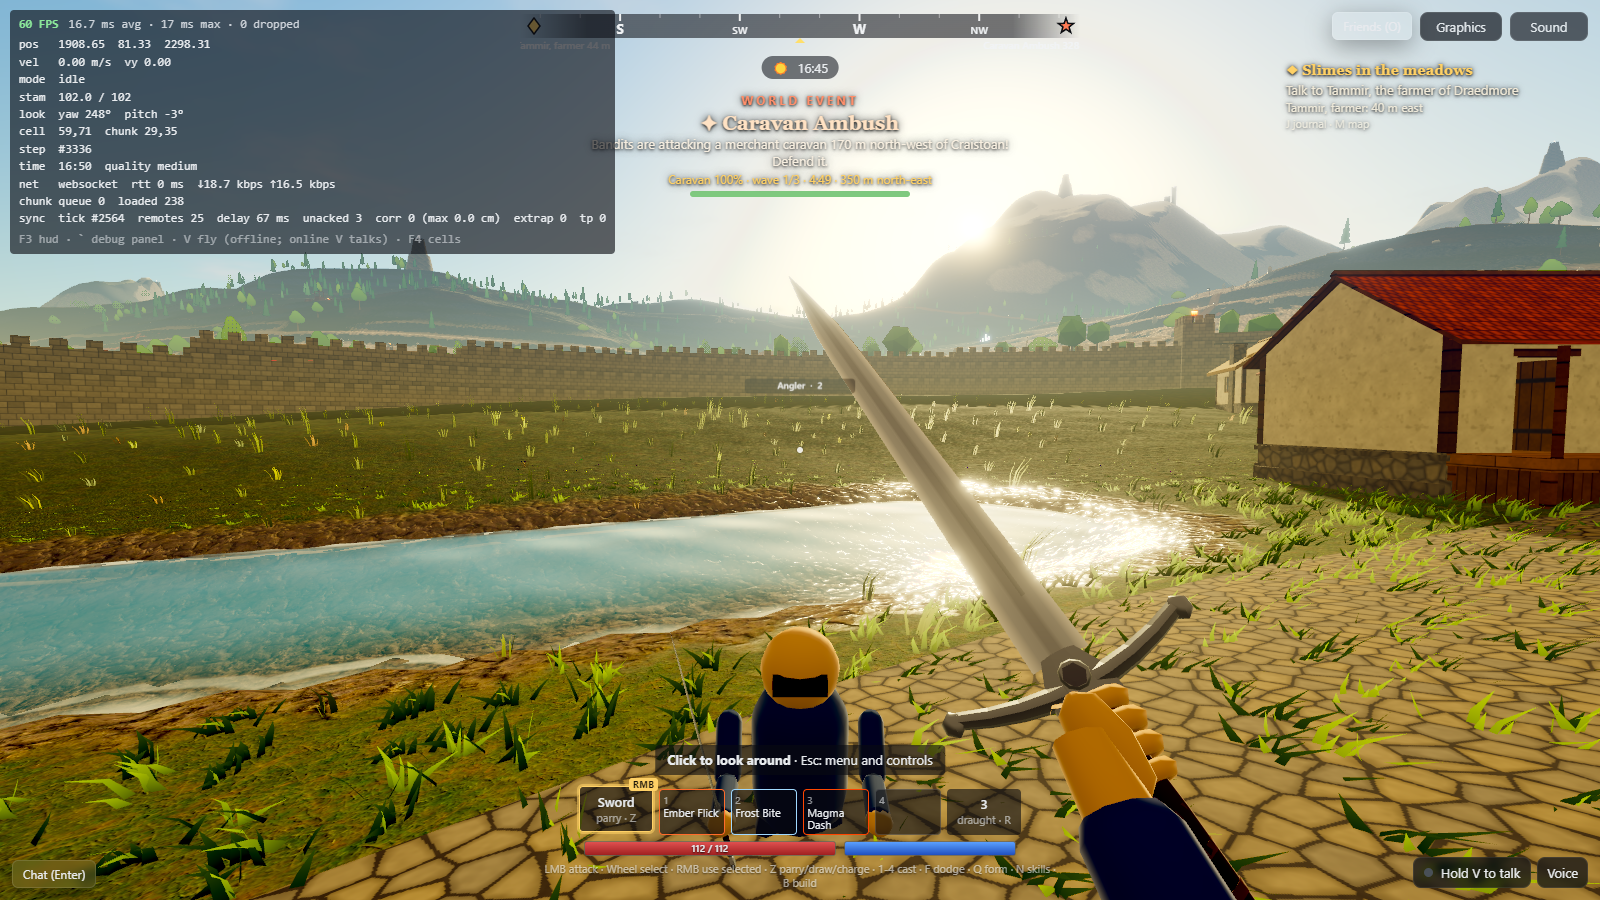 60 FPS 16.7 ms avg · 17 ms max · 0 dropped
pos 1908.65 81.33 2298.31
vel 0.00 m/s vy 0.00
mode idle
stam 102.0 / 102
look yaw 248° pitch -3°
cell 59,71 chunk 29,35
step #3336
time 16:50 quality medium
net websocket rtt 0 ms ↓18.7 kbps ↑16.5 kbps
chunk queue 0 loaded 238
sync tick #2564 remotes 25 delay 67 ms unacked 3 corr 0 (max 0.0 cm) extrap 0 tp 0
F3 hud · ` debug panel · V fly (offline; online V talks) · F4 cells
S SW W NW
Tammir, farmer 44 m
16:45
WORLD EVENT
✦ Caravan Ambush
Bandits are attacking a merchant caravan 170 m north-west of Craistoan!
Defend it.
Caravan 100% · wave 1/3 · 4:49 · 350 m north-east
Friends (O)
Graphics
Sound
◆ Slimes in the meadows
Talk to Tammir, the farmer of Draedmore
Tammir, farmer: 40 m east
J journal · M map
Angler · 2
Click to look around · Esc: menu and controls
RMB
Sword
parry · Z
1
Ember Flick
2
Frost Bite
3
Magma
Dash
4
3
draught · R
112 / 112
LMB attack · Wheel select · RMB use selected · Z parry/draw/charge · 1-4 cast · F dodge · Q form · N skills ·
B build
Chat (Enter)
Hold V to talk
Voice